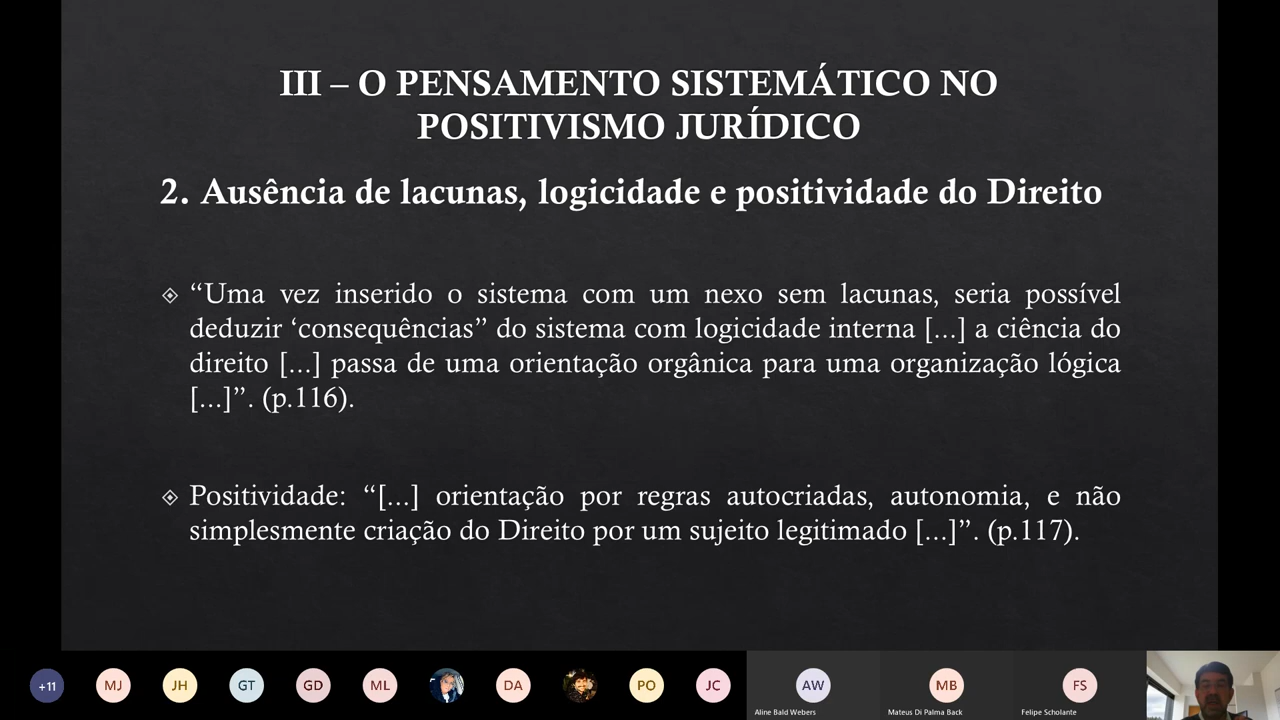 III – O PENSAMENTO SISTEMÁTICO NO
POSITIVISMO JURÍDICO
2. Ausência de lacunas, logicidade e positividade do Direito
“Uma vez inserido o sistema com um nexo sem lacunas, seria possível
deduzir ‘consequências” do sistema com logicidade interna [...] a ciência do
direito [...] passa de uma orientação orgânica para uma organização lógica
[...]”. (p.116).
Positividade: “[...] orientação por regras autocriadas, autonomia, e não
simplesmente criação do Direito por um sujeito legitimado [...]”. (p.117).
+11
MJ
JH
GT
GD
ML
DA
PO
JC
AW
MB
FS
Aline Bald Webers
Mateus Di Palma Back
Felipe Scholante